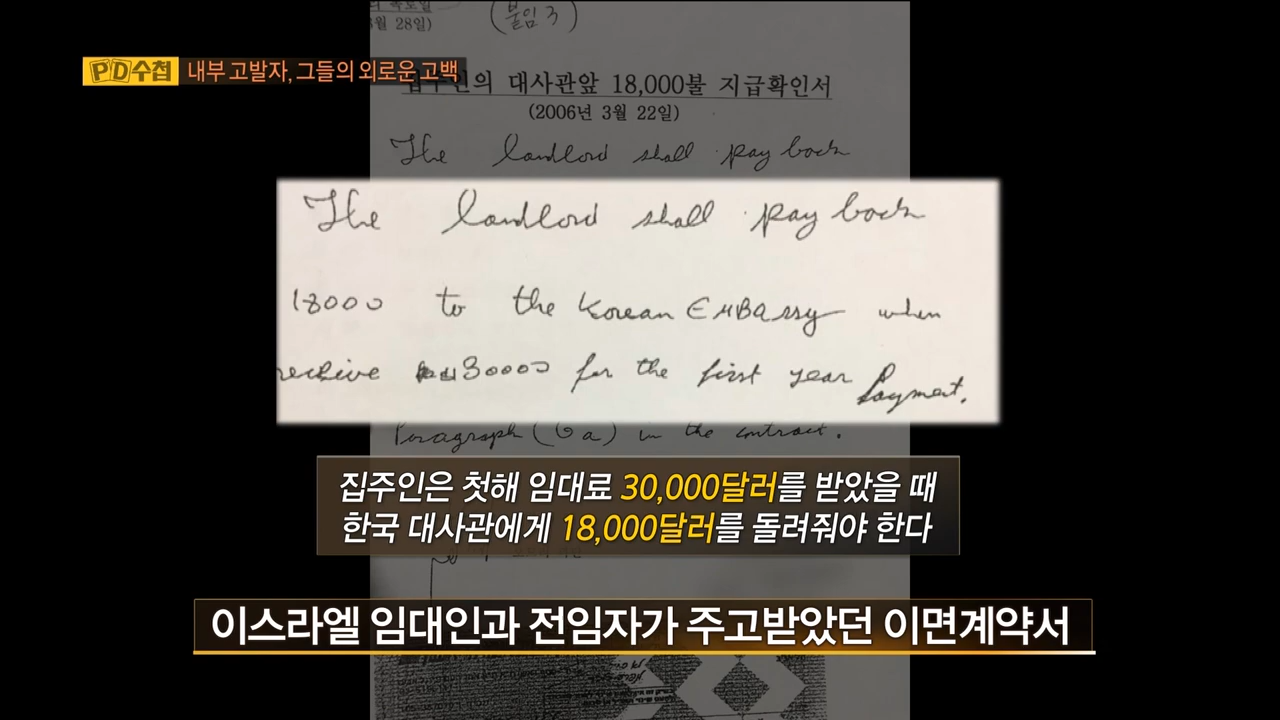 PD수첩 내부 고발자, 그들의 외로운 고백
(붙임 3)
월 28일)
집주인의 대사관앞 18,000불 지급확인서
(2006년 3월 22일)
The landlord shall pay back
The landlord shall pay back
18000 to the Korean EMBassy when
receive 30000 for the first year Payment.
Paragraph (6a) in the contract.
집주인은 첫해 임대료 30,000달러를 받았을 때
한국 대사관에게 18,000달러를 돌려줘야 한다
이스라엘 임대인과 전임자가 주고받았던 이면계약서